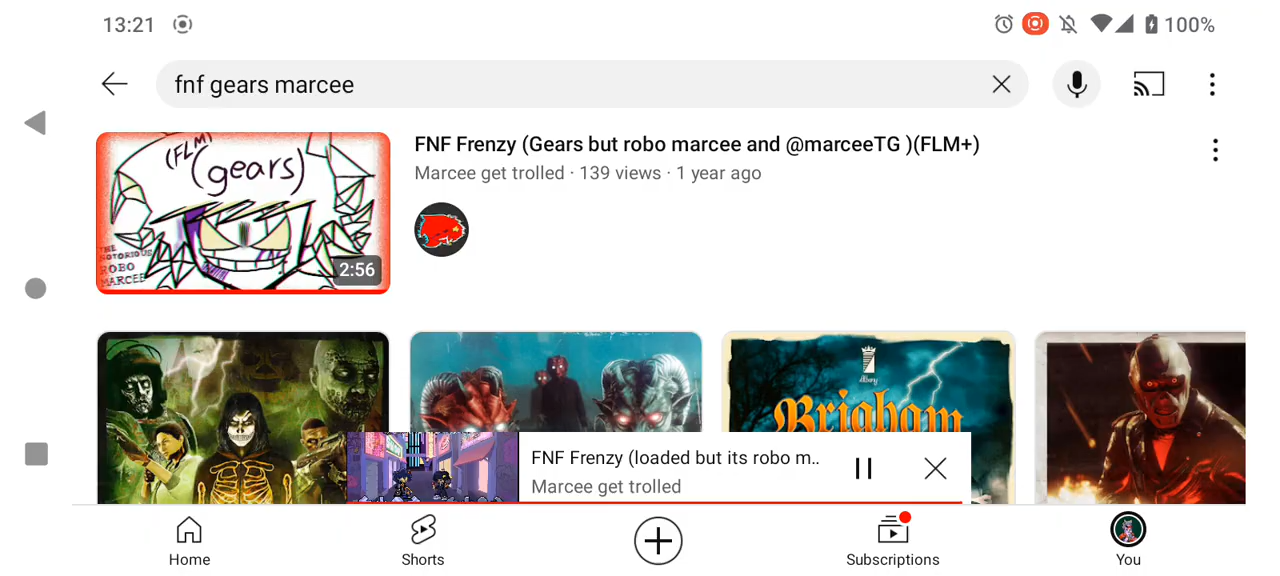 13:21
100%
fnf gears marcee
(FLM)
(gears)
THE
NOTORIOUS
ROBO
MARCEE
2:56
FNF Frenzy (Gears but robo marcee and @marceeTG )(FLM+)
Marcee get trolled · 139 views · 1 year ago
Brigham
FNF Frenzy (loaded but its robo m..
Marcee get trolled
Home
Shorts
Subscriptions
You